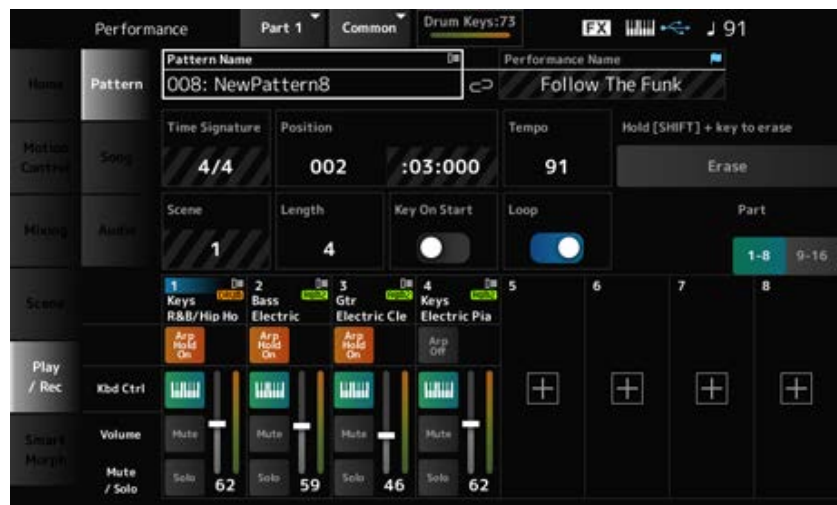 Performance
Part 1
Common
Drum Keys:73
FX
♩ 91
Home
Pattern
Pattern Name
008: NewPattern8
Performance Name
Follow The Funk
Motion
Control
Song
Time Signature
4/4
Position
002 :03:000
Tempo
91
Hold [SHIFT] + key to erase
Erase
Mixing
Audio
Scene
1
Length
4
Key On Start
Loop
Part
1-8 9-16
Scene
1
Keys
R&B/Hip Ho
2
Bass
Electric
3
Gtr
Electric Cle
4
Keys
Electric Pia
5
6
7
8
Arp
Hold
On
Arp
Hold
On
Arp
Hold
On
Arp
Off
Play
/ Rec
Kbd Ctrl
Smart
Morph
Volume
Mute
Mute
Mute
Mute
Mute
/ Solo
Solo 62
Solo 59
Solo 46
Solo 62